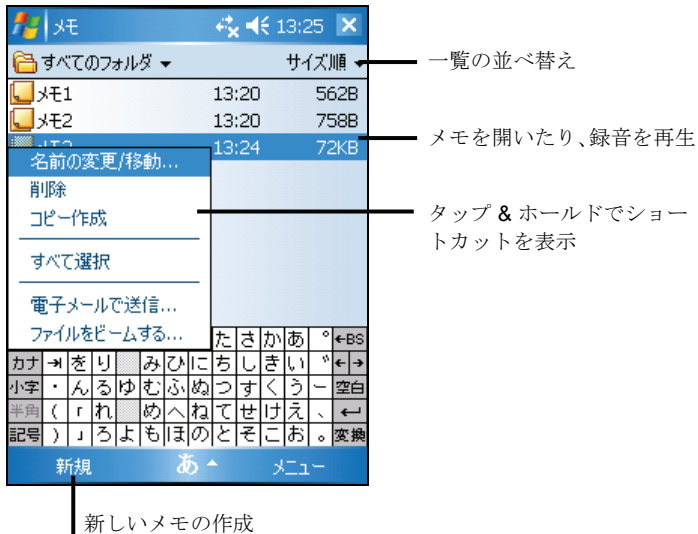 メモ 13:25
すべてのフォルダ サイズ順
一覧の並べ替え
メモ1 13:20 562B
メモ2 13:20 758B
13:24 72KB
メモを開いたり、録音を再生
名前の変更/移動...
削除
コピー作成
タップ & ホールドでショー
トカットを表示
すべて選択
電子メールで送信...
ファイルをビームする...
たさかあ ゜ ←BS
カナ →| をり みひにちしきい ゛ ← →
小字 ・んるゆむふぬつすくうー 空白
半角 ( 「れ めへねてせけえ、 ↵
記号 ) 」ろよもほのとそこお。 変換
新規 あ メニュー
新しいメモの作成